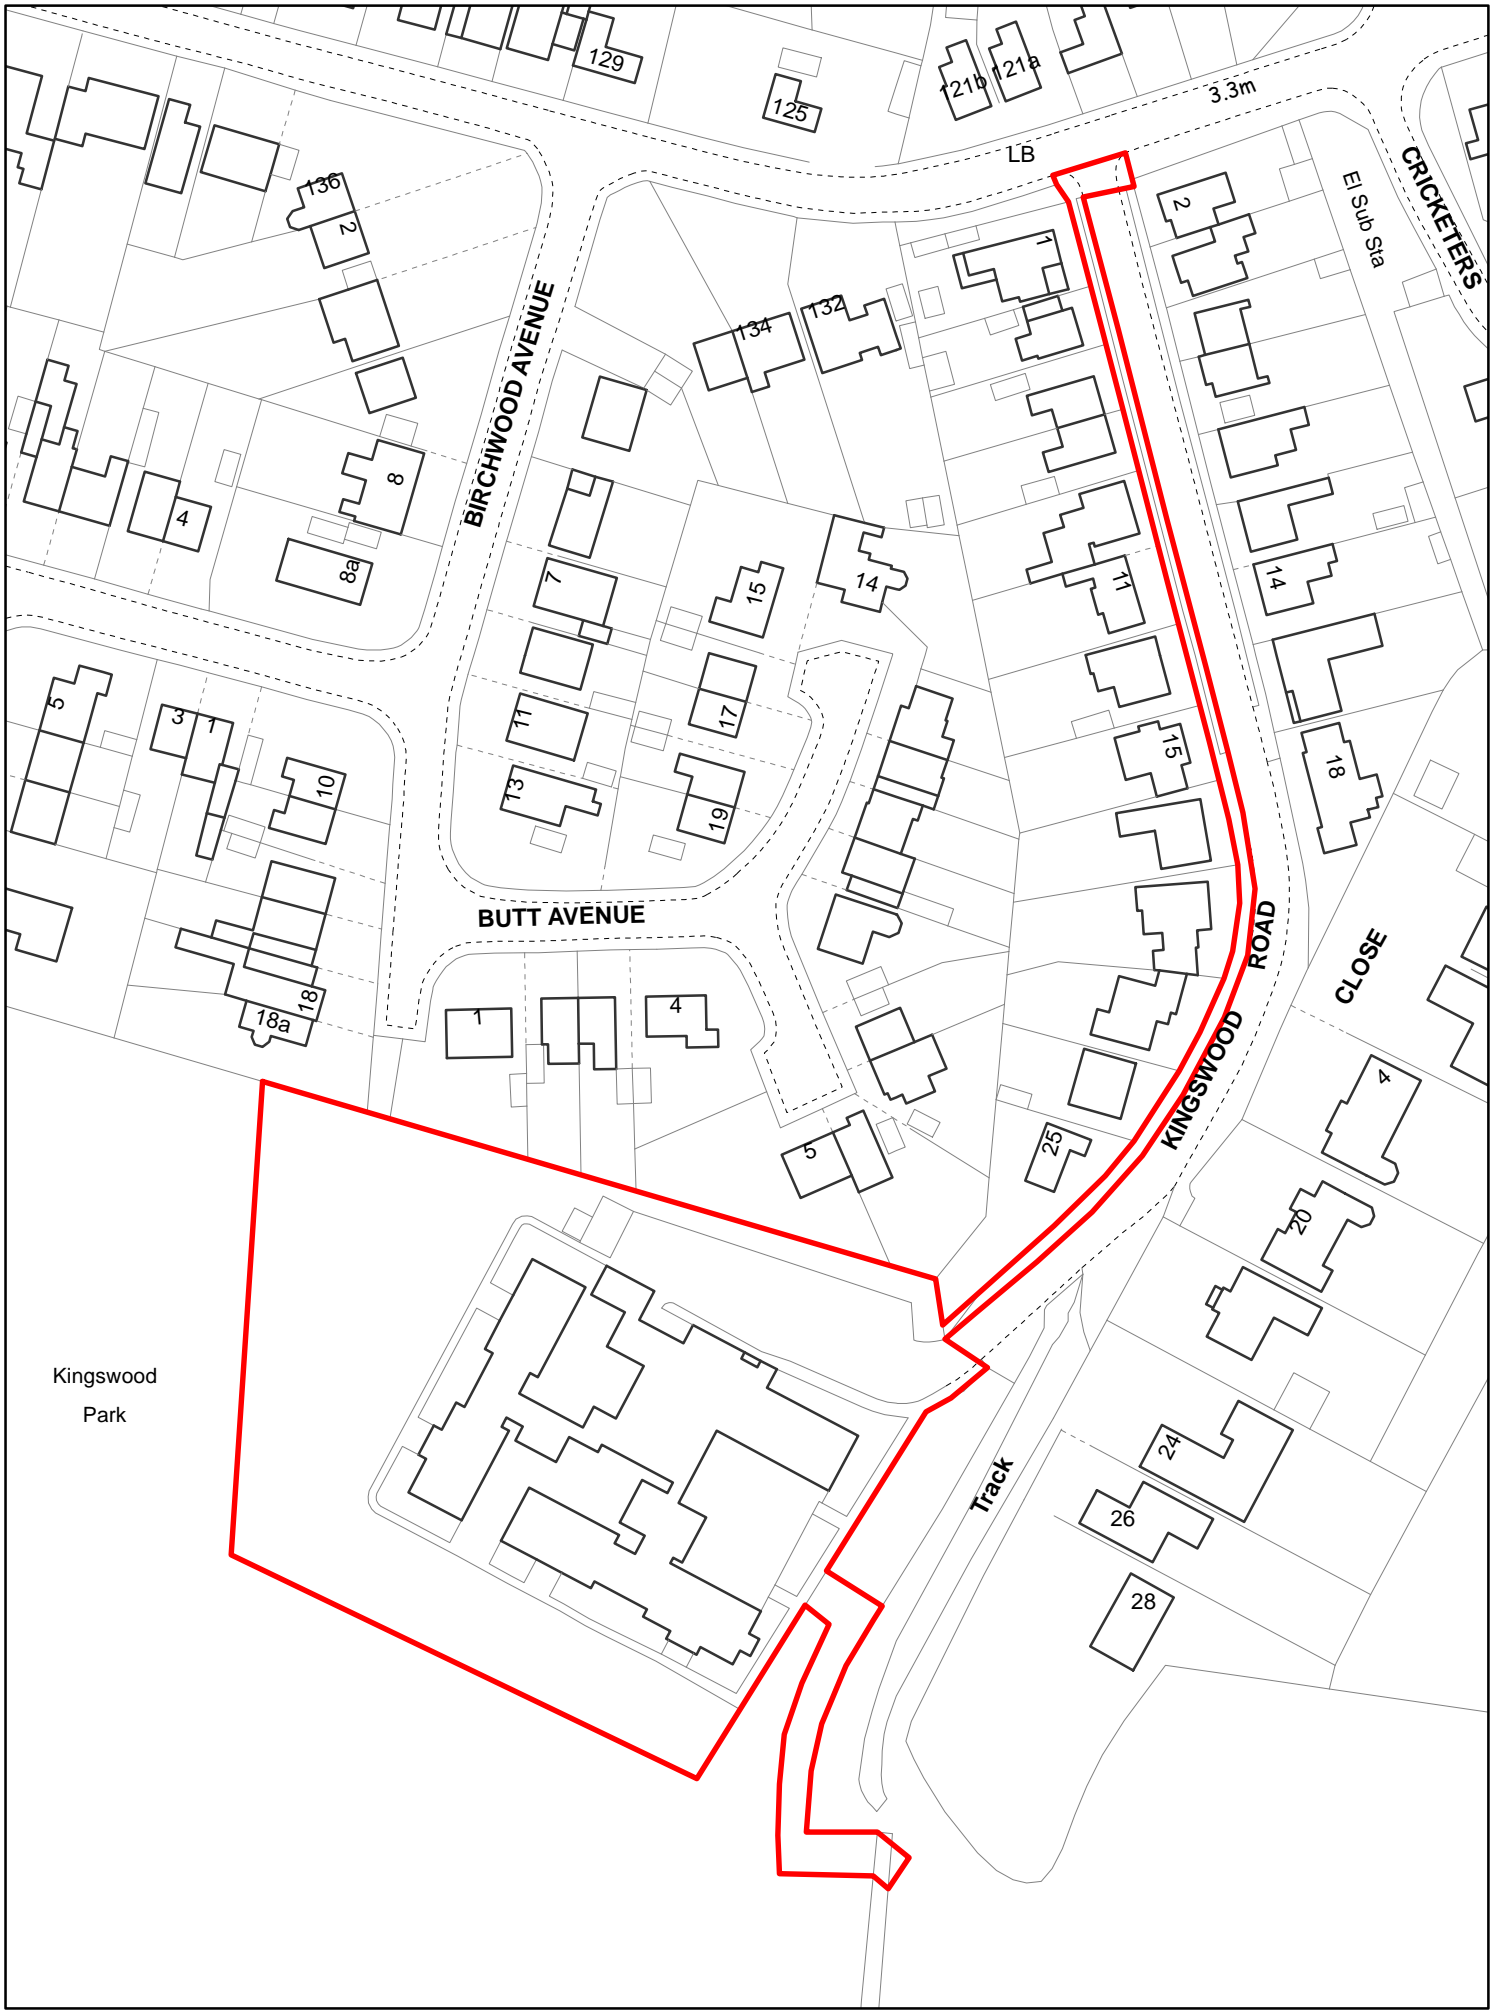 129
125
121b
121a
3.3m
LB
CRICKETERS
El Sub Sta
136
2
2
1
BIRCHWOOD AVENUE
134
132
8
4
8a
7
15
14
11
14
5
3
1
10
11
17
13
19
15
18
BUTT AVENUE
ROAD
CLOSE
18
18a
1
4
KINGSWOOD
4
5
25
20
Kingswood
Park
Track
24
26
28